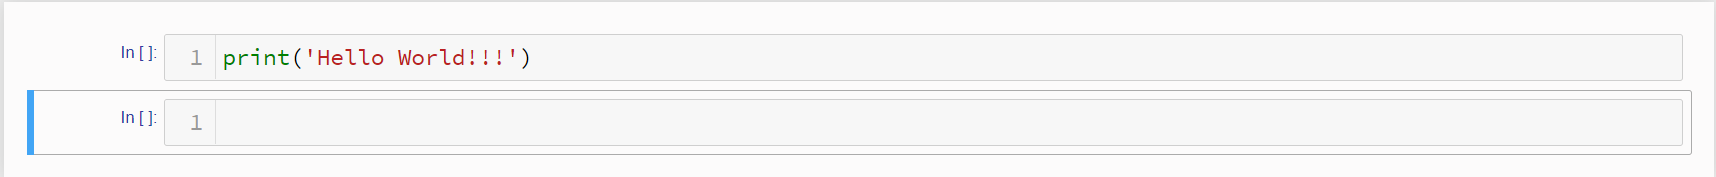 In [ ]: 1 print('Hello World!!!')
In [ ]: 1